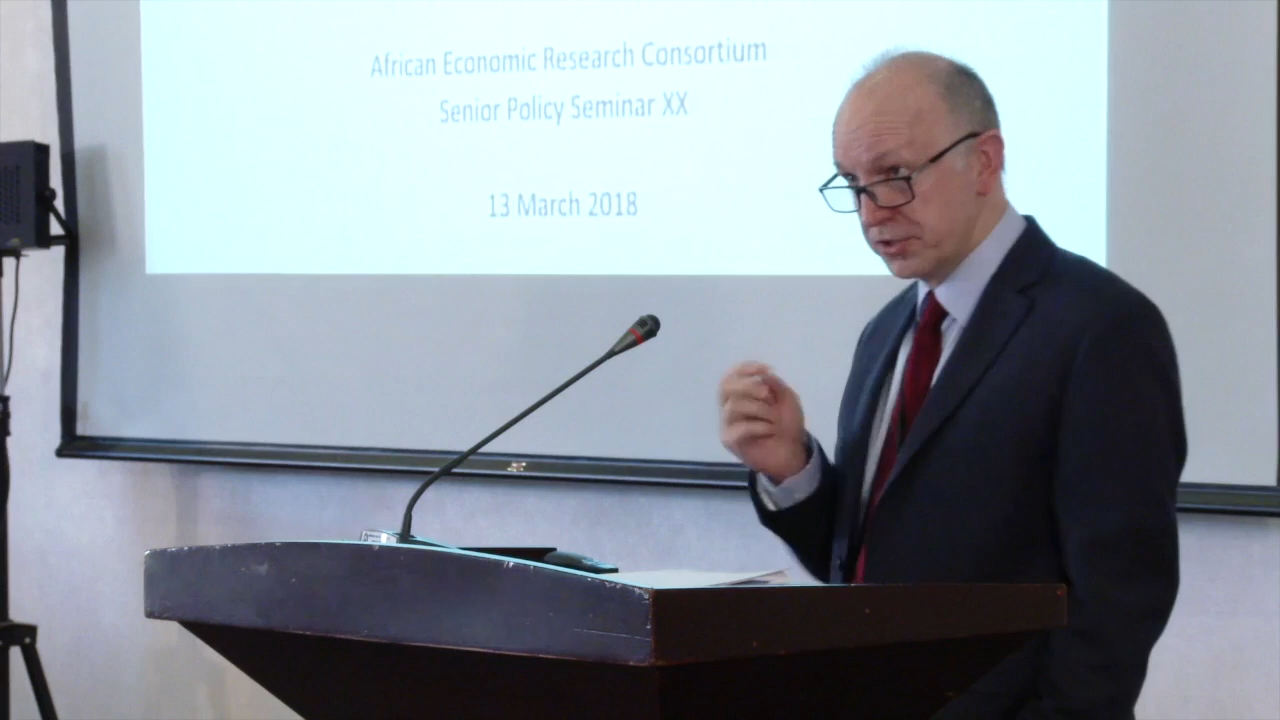 African Economic Research Consortium
Senior Policy Seminar XX
13 March 2018